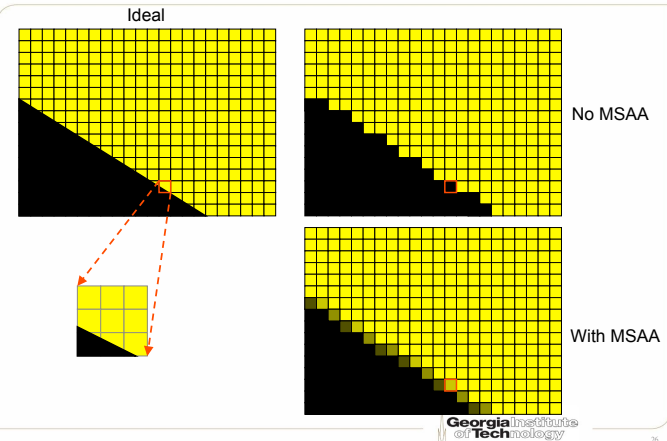 Ideal
No MSAA
With MSAA
Georgia Institute
of Technology